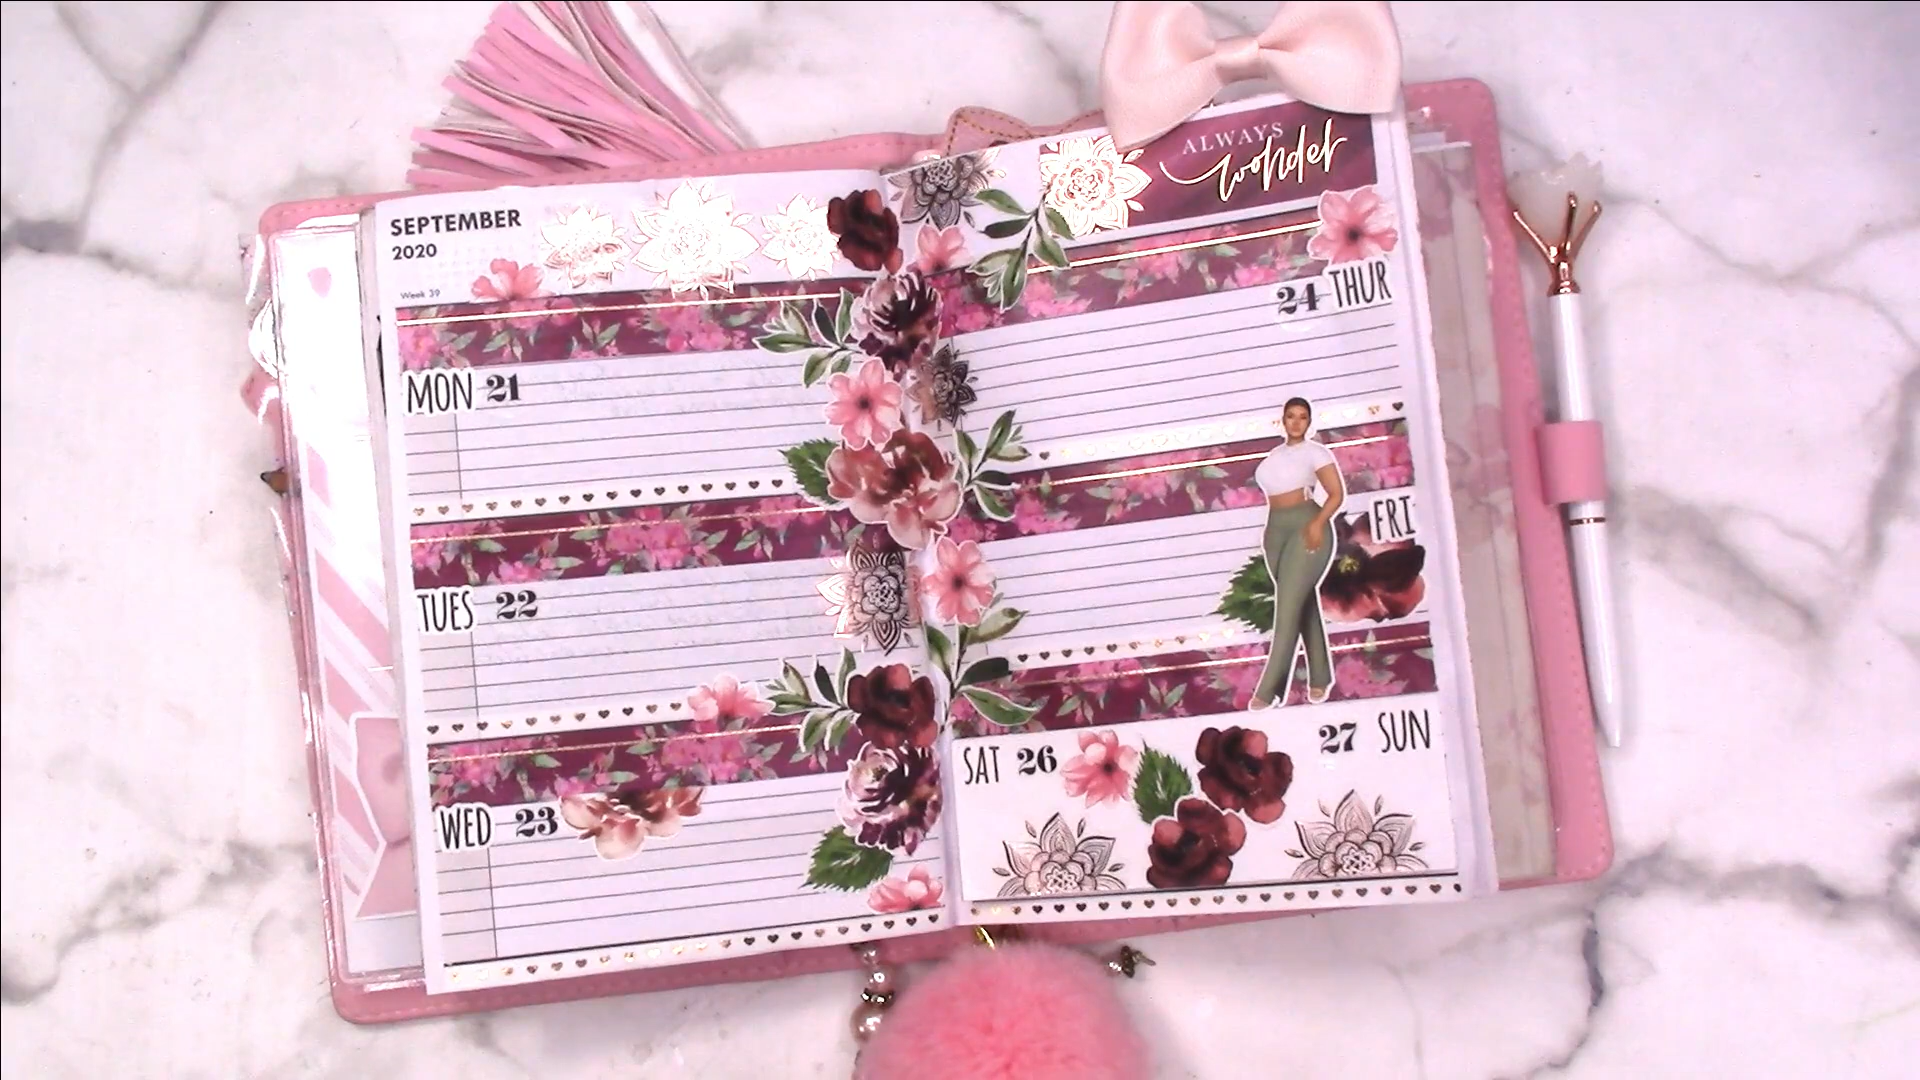 SEPTEMBER
2020
Week 39
MON 21
TUES 22
WED 23
ALWAYS
wonder
24 THUR
FRI
SAT 26
27 SUN